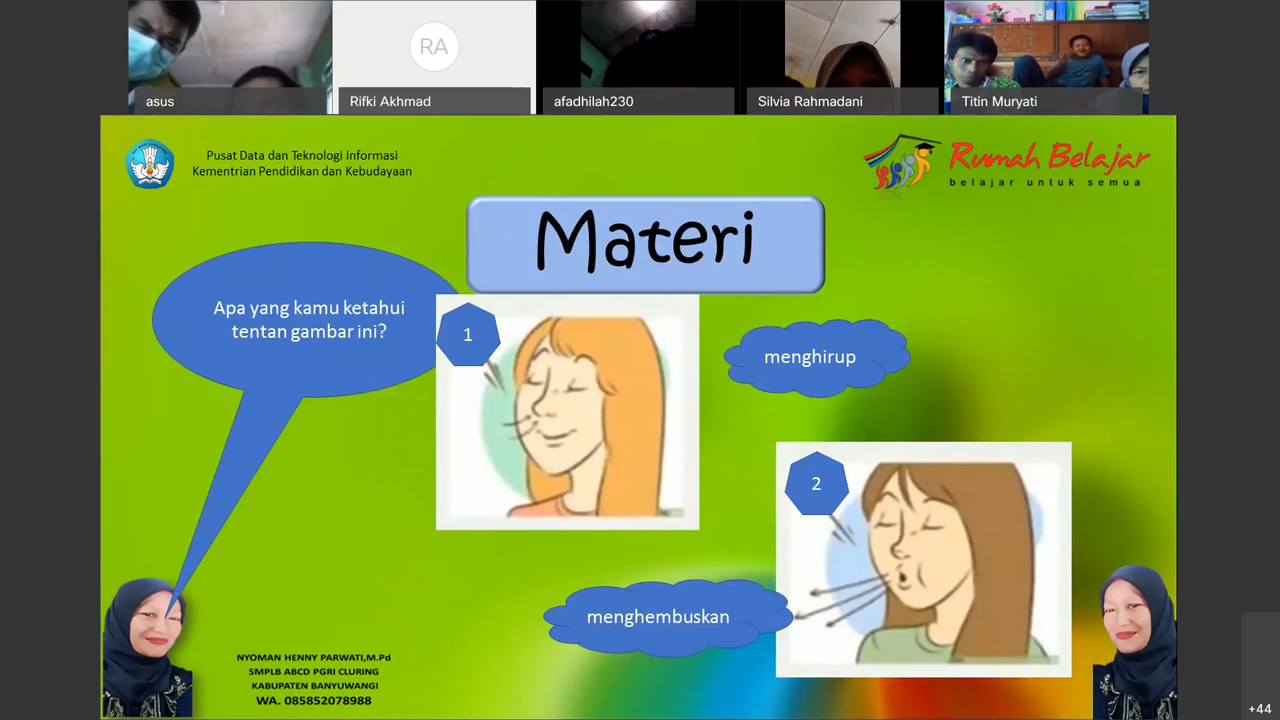 RA
asus
Rifki Akhmad
afadhilah230
Silvia Rahmadani
Titin Muryati
Pusat Data dan Teknologi Informasi
Kementrian Pendidikan dan Kebudayaan
Rumah Belajar
belajar untuk semua
Materi
Apa yang kamu ketahui
tentan gambar ini?
1
menghirup
2
menghembuskan
NYOMAN HENNY PARWATI,M.Pd
SMPLB ABCD PGRI CLURING
KABUPATEN BANYUWANGI
WA. 085852078988
+44